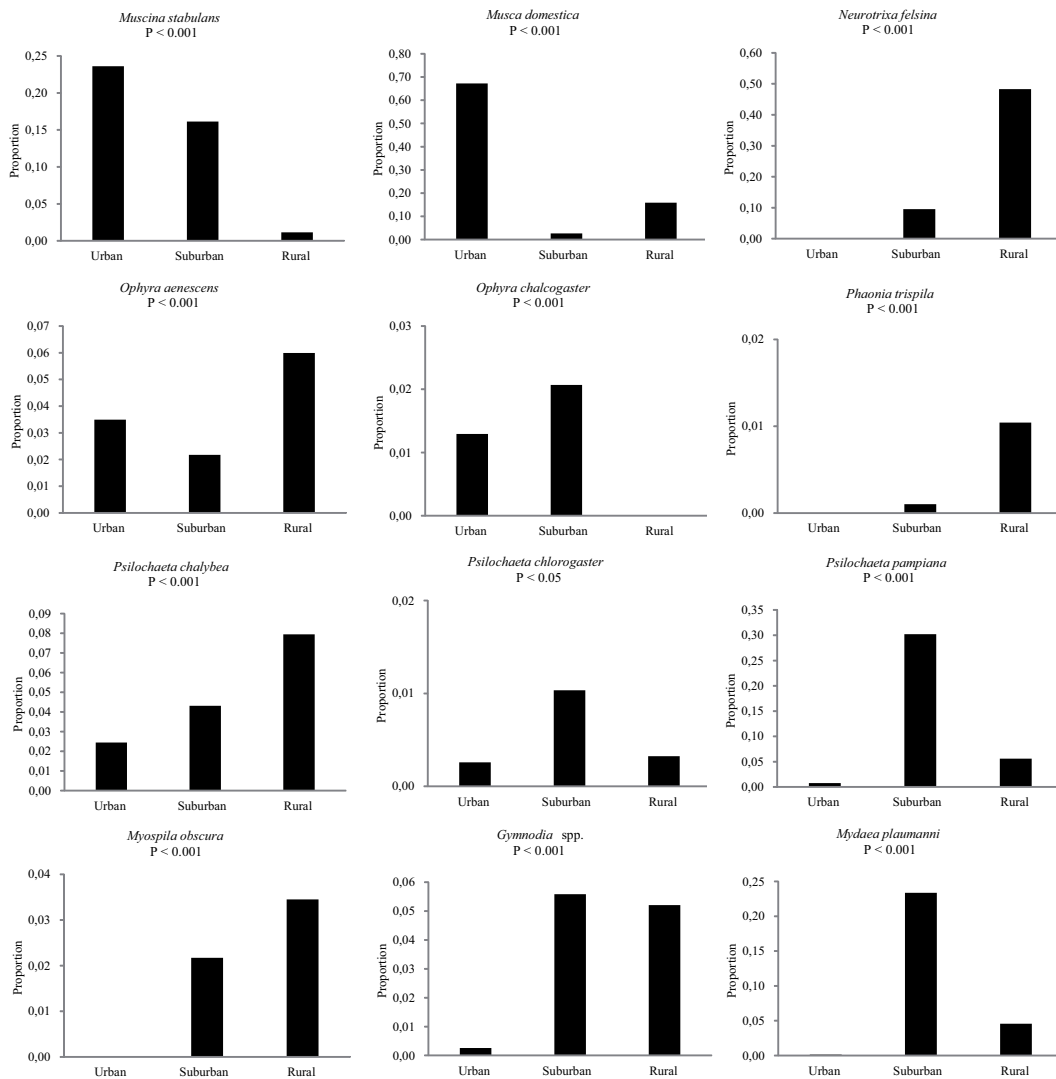 Muscina stabulans
P < 0.001
0,25
0,20
0,15
0,10
0,05
0,00
Proportion
Urban Suburban Rural
Musca domestica
P < 0.001
0,80
0,70
0,60
0,50
0,40
0,30
0,20
0,10
0,00
Proportion
Urban Suburban Rural
Neurotrixa felsina
P < 0.001
0,60
0,50
0,40
0,30
0,20
0,10
0,00
Proportion
Urban Suburban Rural
Ophyra aenescens
P < 0.001
0,07
0,06
0,05
0,04
0,03
0,02
0,01
0,00
Proportion
Urban Suburban Rural
Ophyra chalcogaster
P < 0.001
0,03
0,02
0,01
0,00
Proportion
Urban Suburban Rural
Phaonia trispila
P < 0.001
0,02
0,01
0,00
Proportion
Urban Suburban Rural
Psilochaeta chalybea
P < 0.001
0,09
0,08
0,07
0,06
0,05
0,04
0,03
0,02
0,01
0,00
Proportion
Urban Suburban Rural
Psilochaeta chlorogaster
P < 0.05
0,02
0,01
0,00
Proportion
Urban Suburban Rural
Psilochaeta pampiana
P < 0.001
0,35
0,30
0,25
0,20
0,15
0,10
0,05
0,00
Proportion
Urban Suburban Rural
Myospila obscura
P < 0.001
0,04
0,03
0,02
0,01
0,00
Proportion
Urban Suburban Rural
Gymnodia spp.
P < 0.001
0,06
0,05
0,04
0,03
0,02
0,01
0,00
Proportion
Urban Suburban Rural
Mydaea plaumanni
P < 0.001
0,25
0,20
0,15
0,10
0,05
0,00
Proportion
Urban Suburban Rural